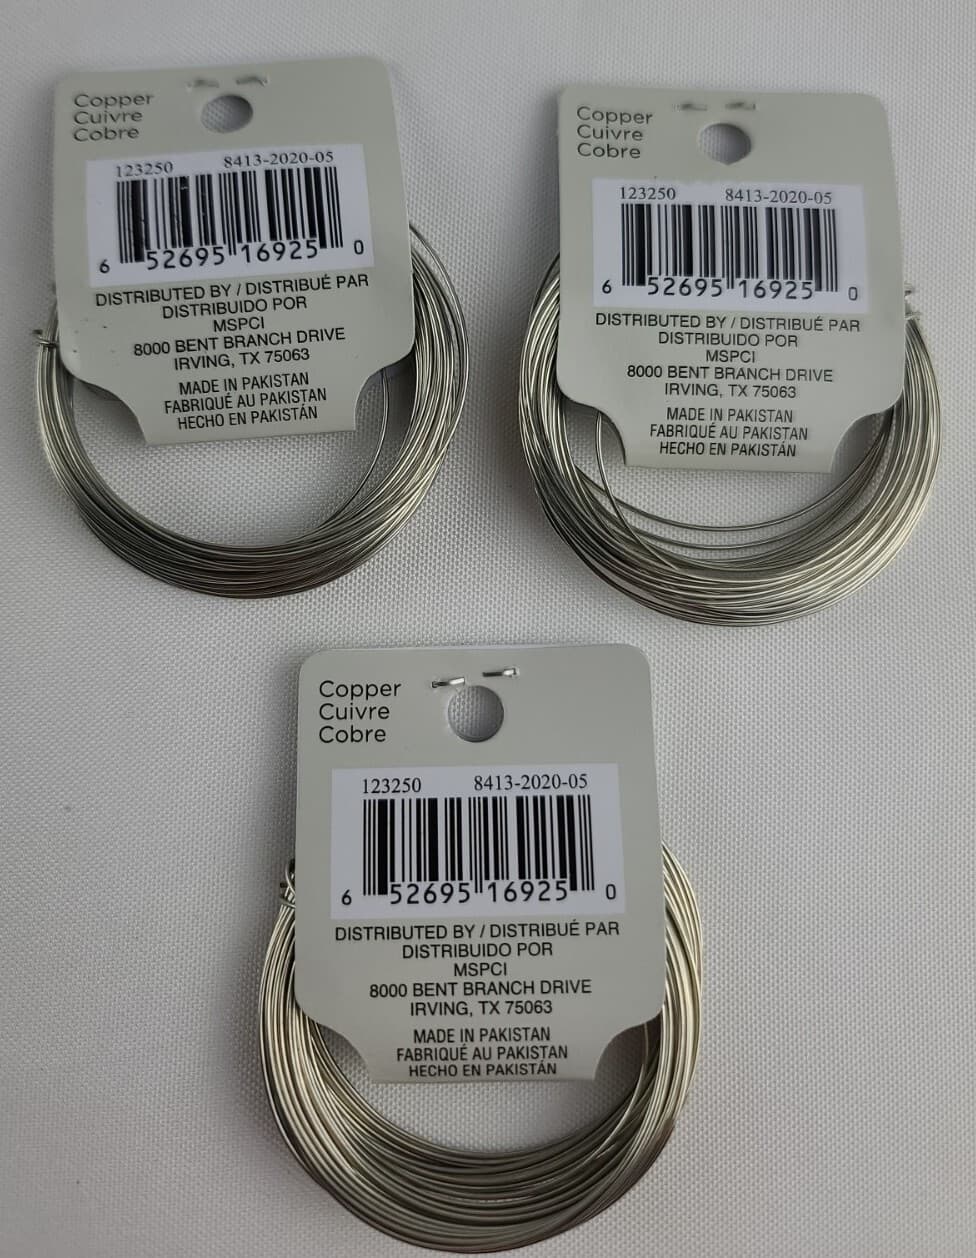 Copper
Cuivre
Cobre
123250 8413-2020-05
6 52695 16925 0
DISTRIBUTED BY / DISTRIBUÉ PAR
DISTRIBUIDO POR
MSPCI
8000 BENT BRANCH DRIVE
IRVING, TX 75063
MADE IN PAKISTAN
FABRIQUÉ AU PAKISTAN
HECHO EN PAKISTÁN
Copper
Cuivre
Cobre
123250 8413-2020-05
6 52695 16925 0
DISTRIBUTED BY / DISTRIBUÉ PAR
DISTRIBUIDO POR
MSPCI
8000 BENT BRANCH DRIVE
IRVING, TX 75063
MADE IN PAKISTAN
FABRIQUÉ AU PAKISTAN
HECHO EN PAKISTÁN
Copper
Cuivre
Cobre
123250 8413-2020-05
6 52695 16925 0
DISTRIBUTED BY / DISTRIBUÉ PAR
DISTRIBUIDO POR
MSPCI
8000 BENT BRANCH DRIVE
IRVING, TX 75063
MADE IN PAKISTAN
FABRIQUÉ AU PAKISTAN
HECHO EN PAKISTÁN